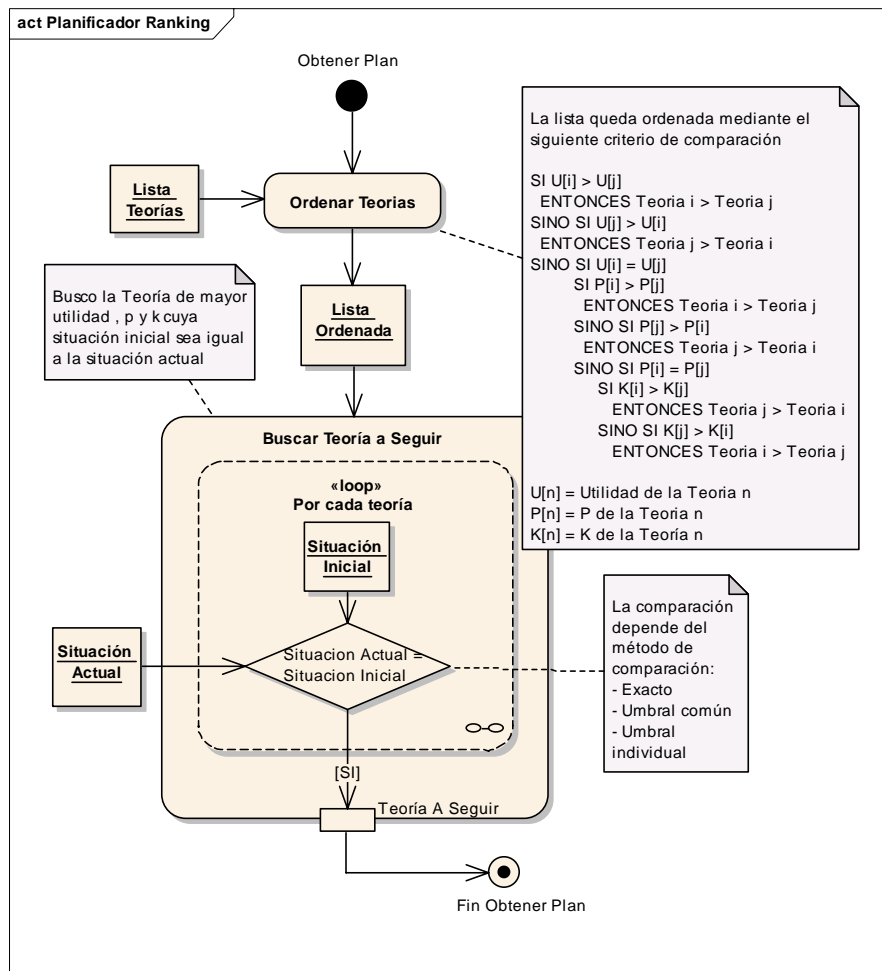 act Planificador Ranking
Obtener Plan
Lista
Teorías
Ordenar Teorias
La lista queda ordenada mediante el
siguiente criterio de comparación
SI U[i] > U[j]
ENTONCES Teoria i > Teoria j
SINO SI U[j] > U[i]
ENTONCES Teoria j > Teoria i
SINO SI U[i] = U[j]
SI P[i] > P[j]
ENTONCES Teoria i > Teoria j
SINO SI P[j] > P[i]
ENTONCES Teoria j > Teoria i
SINO SI P[i] = P[j]
SI K[i] > K[j]
ENTONCES Teoria j > Teoria i
SINO SI K[j] > K[i]
ENTONCES Teoria i > Teoria j
U[n] = Utilidad de la Teoria n
P[n] = P de la Teoria n
K[n] = K de la Teoría n
Busco la Teoría de mayor
utilidad , p y k cuya
situación inicial sea igual
a la situación actual
Lista
Ordenada
Buscar Teoría a Seguir
«loop»
Por cada teoría
Situación
Inicial
Situación
Actual
Situacion Actual =
Situacion Inicial
La comparación
depende del
método de
comparación:
- Exacto
- Umbral común
- Umbral
individual
[SI]
Teoría A Seguir
Fin Obtener Plan